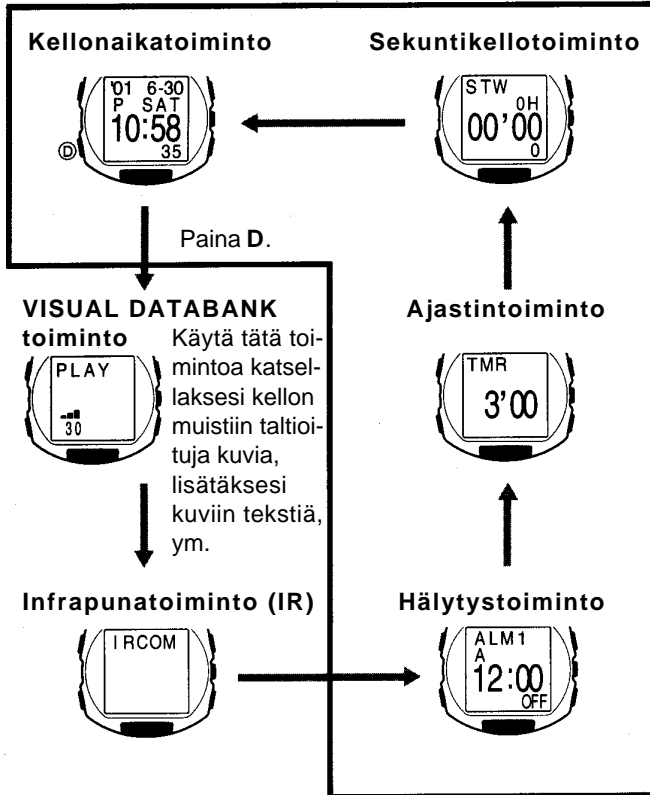 Kellonaikatoiminto
Sekuntikellotoiminto
'01 6-30
P SAT
10:58
35
D
STW
0H
00'00
0
Paina D.
VISUAL DATABANK
toiminto
Käytä tätä toi-
mintoa katsel-
laksesi kellon
muistiin taltioi-
tuja kuvia,
lisätäksesi
kuviin tekstiä,
ym.
PLAY
30
Ajastintoiminto
TMR
3'00
Infrapunatoiminto (IR)
Hälytystoiminto
IRCOM
ALM1
A
12:00
OFF